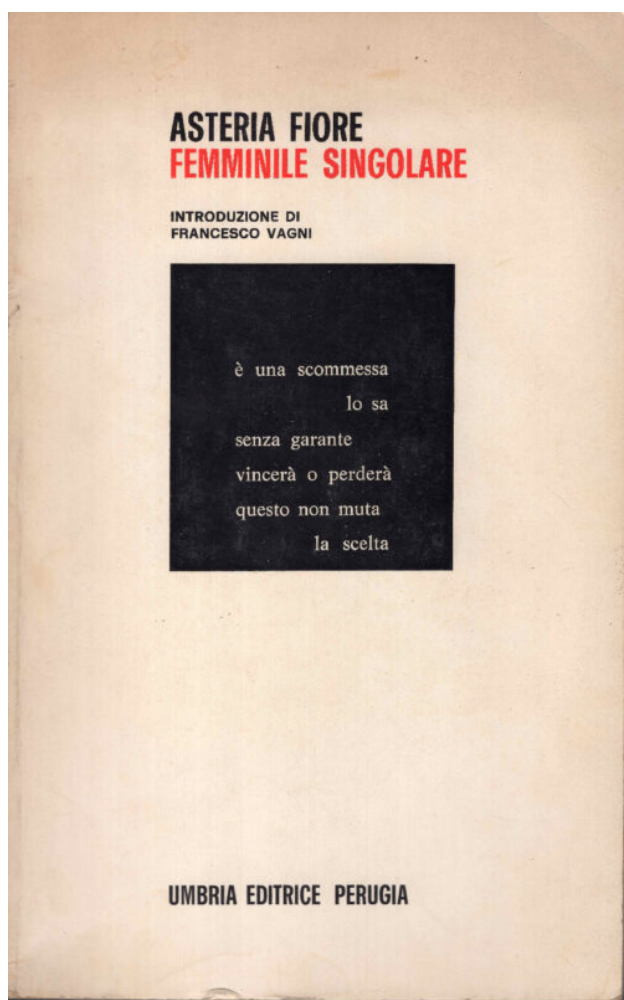 ASTERIA FIORE
FEMMINILE SINGOLARE
INTRODUZIONE DI
FRANCESCO VAGNI
è una scommessa
lo sa
senza garante
vincerà o perderà
questo non muta
la scelta
UMBRIA EDITRICE PERUGIA